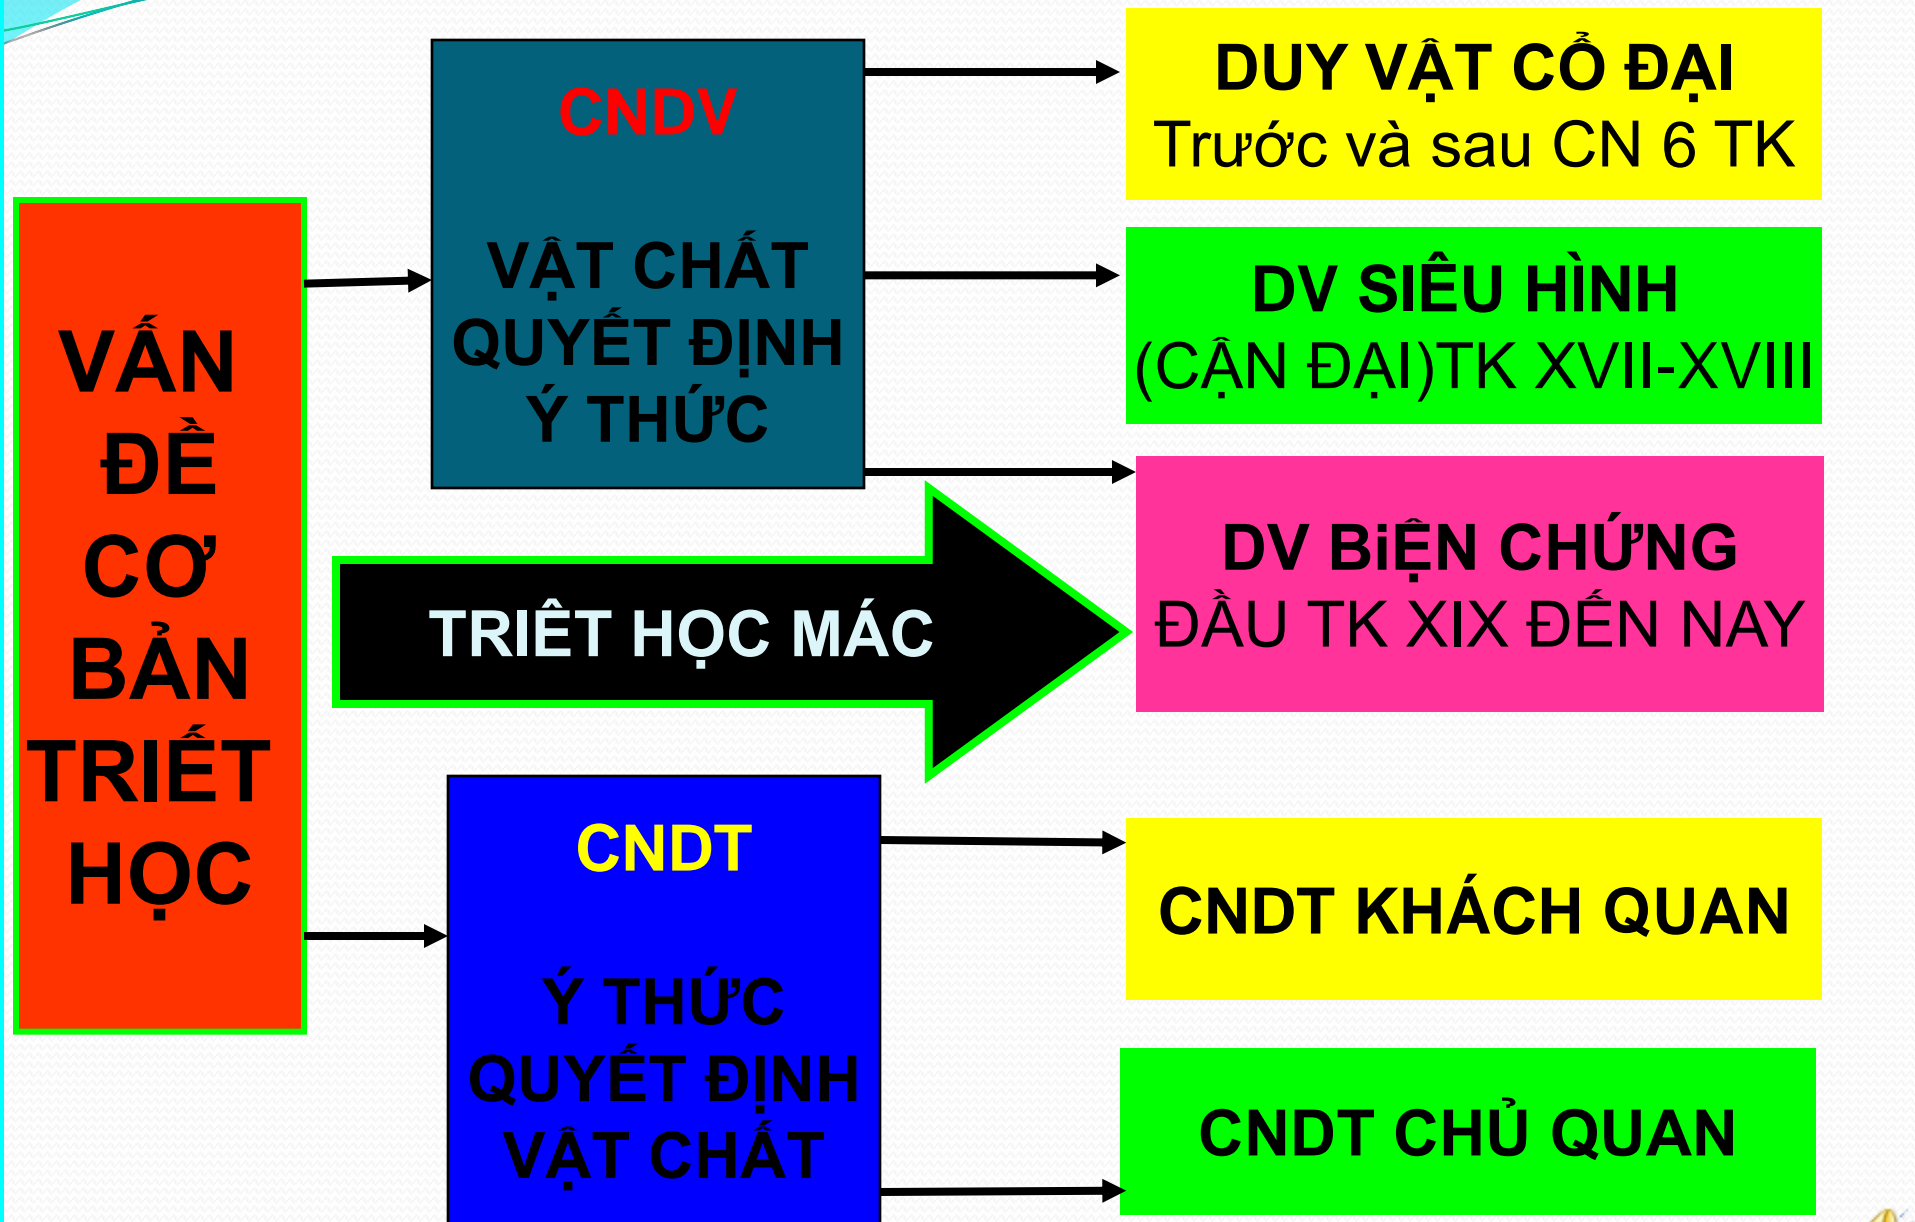 VẤN
ĐỀ
CƠ
BẢN
TRIẾT
HỌC
CNDV
VẬT CHẤT
QUYẾT ĐỊNH
Ý THỨC
DUY VẬT CỔ ĐẠI
Trước và sau CN 6 TK
DV SIÊU HÌNH
(CẬN ĐẠI)TK XVII-XVIII
DV BiỆN CHỨNG
ĐẦU TK XIX ĐẾN NAY
TRIÊT HỌC MÁC
CNDT
Ý THỨC
QUYẾT ĐỊNH
VẬT CHẤT
CNDT KHÁCH QUAN
CNDT CHỦ QUAN